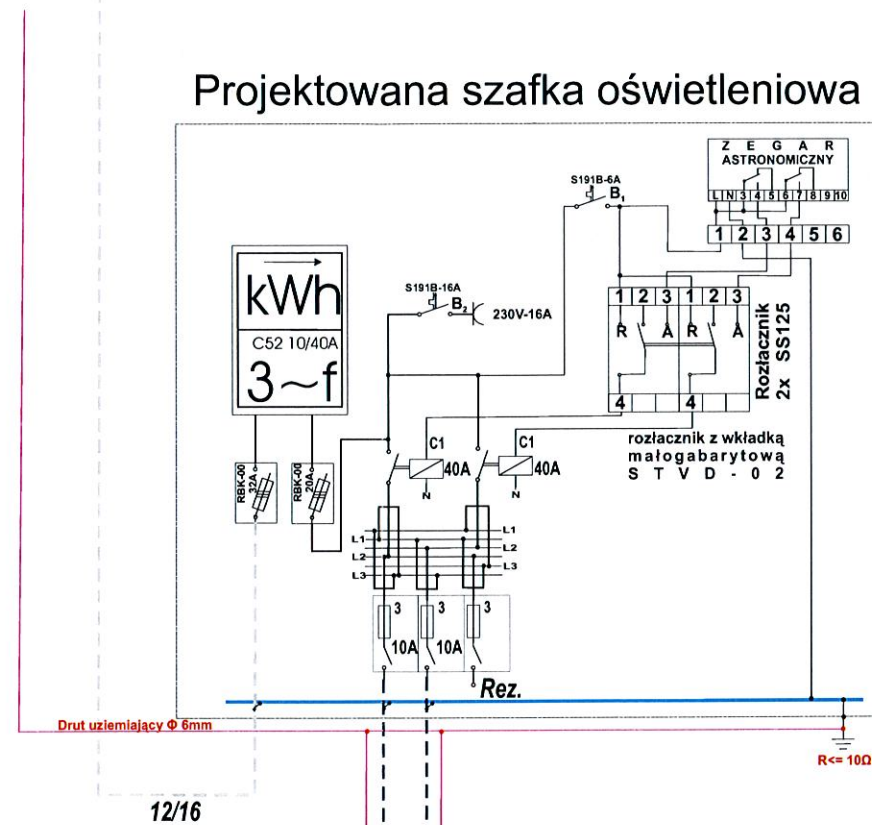 Projektowana szafka oświetleniowa
Z E G A R
ASTRONOMICZNY
L N 3 4 5 6 7 8 9 10
1 2 3 4 5 6
S191B-6A
B1
kWh
C52 10/40A
3~f
S191B-16A
B2
230V-16A
1 2 3 1 2 3
R A R A
4 4
Rozłacznik
2x SS125
rozłacznik z wkładką
małogabarytową
S T V D - 0 2
C1
40A
N
C1
40A
N
RBK-00
32A
RBK-00
20A
L1
L1
L2
L2
L3
L3
3 3 3
10A 10A
Rez.
Drut uziemiający Φ 6mm
R<= 10Ω
12/16